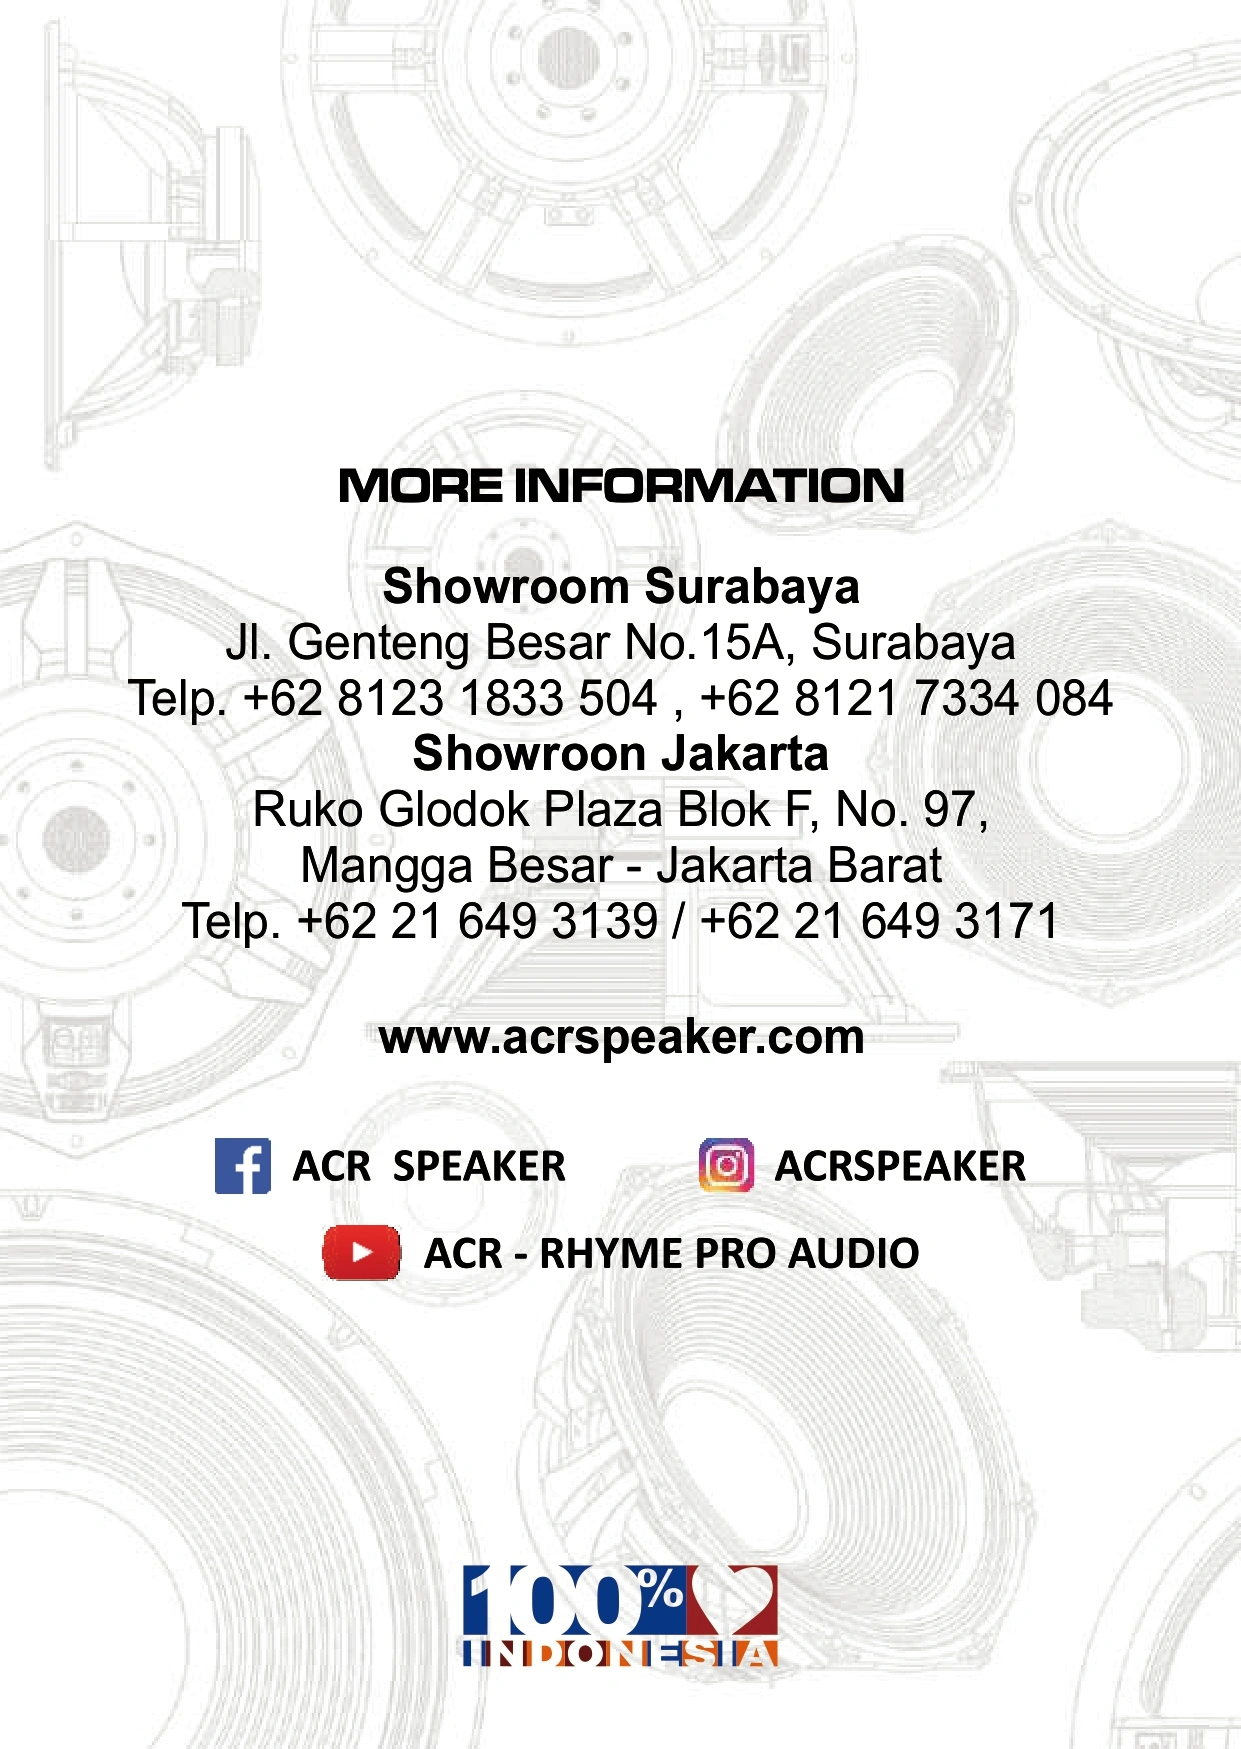 MORE INFORMATION
Showroom Surabaya
Jl. Genteng Besar No.15A, Surabaya
Telp. +62 8123 1833 504 , +62 8121 7334 084
Showroon Jakarta
Ruko Glodok Plaza Blok F, No. 97,
Mangga Besar - Jakarta Barat
Telp. +62 21 649 3139 / +62 21 649 3171
www.acrspeaker.com
ACR SPEAKER
ACRSPEAKER
ACR - RHYME PRO AUDIO
100%
INDONESIA